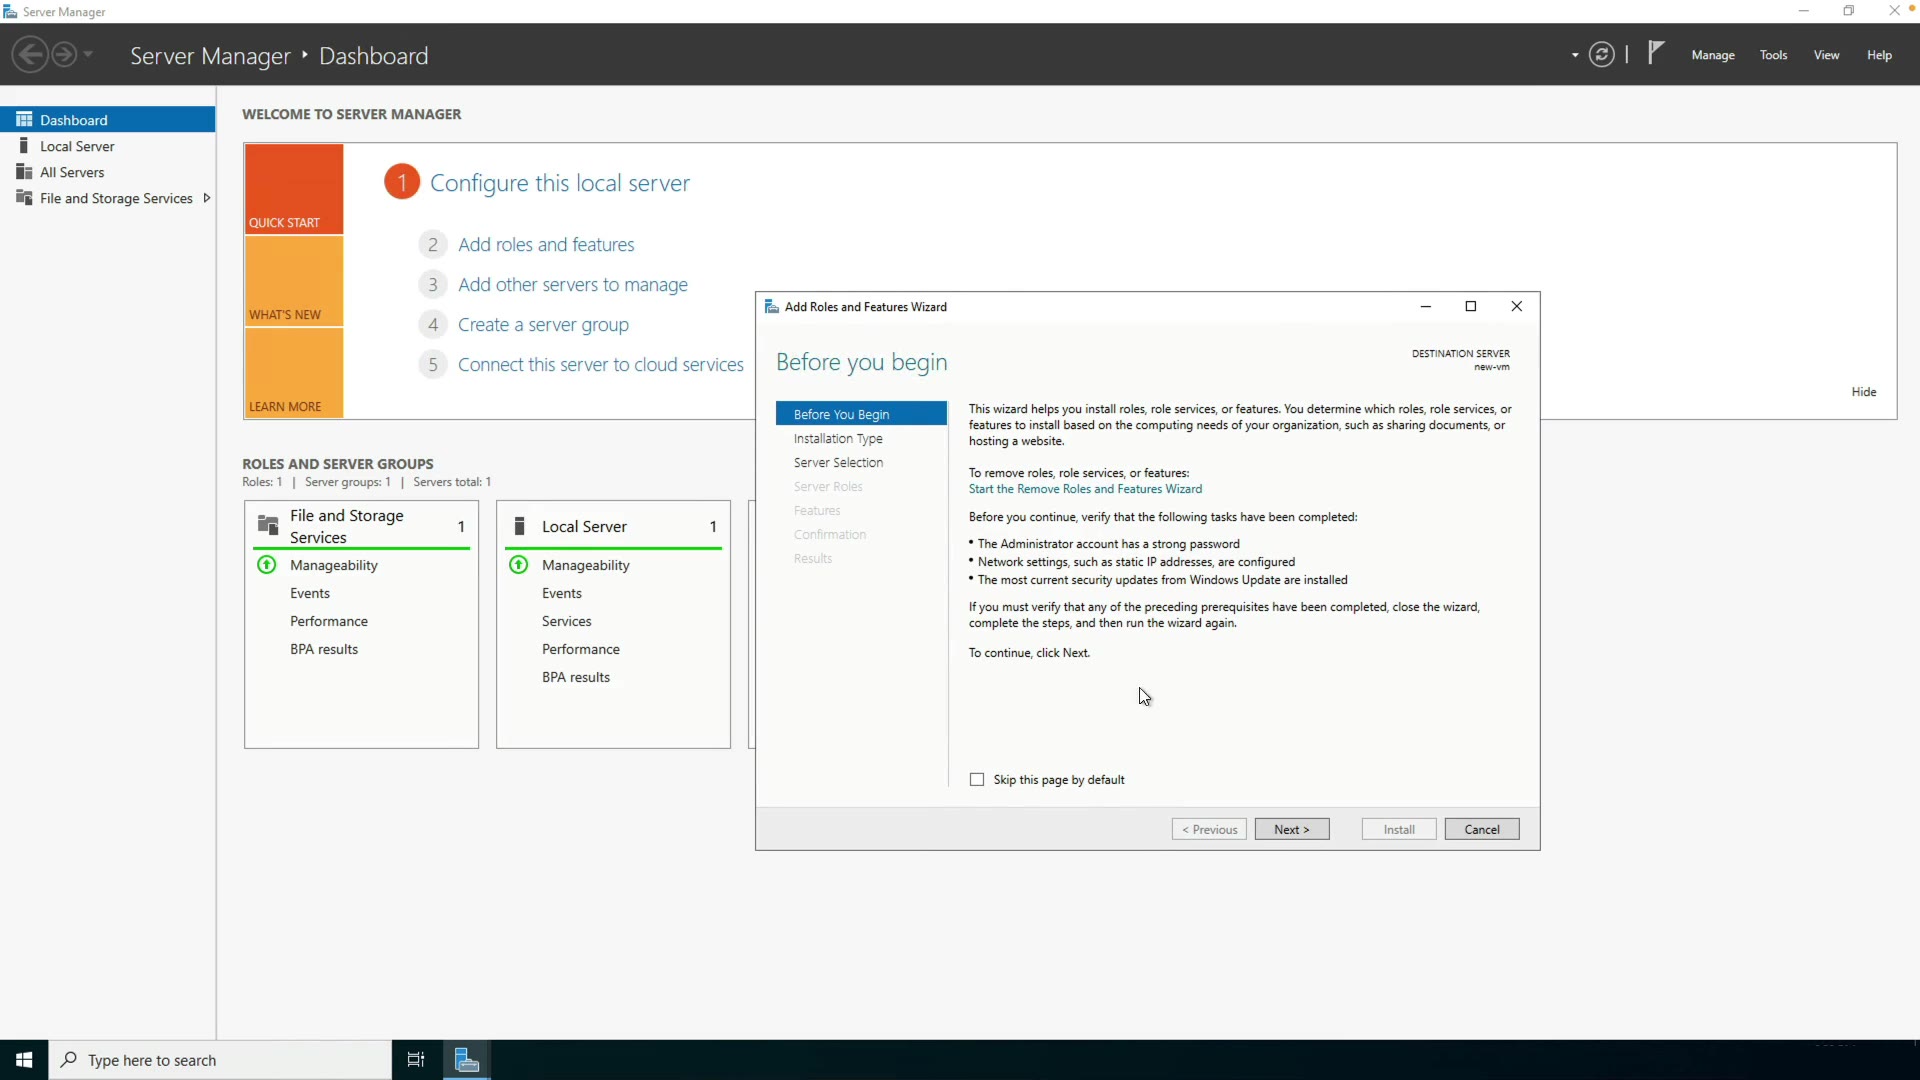 Server Manager
Server Manager ‣ Dashboard
Manage
Tools
View
Help
Dashboard
Local Server
All Servers
File and Storage Services
WELCOME TO SERVER MANAGER
QUICK START
WHAT'S NEW
LEARN MORE
1 Configure this local server
2 Add roles and features
3 Add other servers to manage
4 Create a server group
5 Connect this server to cloud services
Hide
ROLES AND SERVER GROUPS
Roles: 1 | Server groups: 1 | Servers total: 1
File and Storage
Services
1
Manageability
Events
Performance
BPA results
Local Server
1
Manageability
Events
Services
Performance
BPA results
Add Roles and Features Wizard
Before you begin
DESTINATION SERVER
new-vm
Before You Begin
Installation Type
Server Selection
Server Roles
Features
Confirmation
Results
This wizard helps you install roles, role services, or features. You determine which roles, role services, or
features to install based on the computing needs of your organization, such as sharing documents, or
hosting a website.
To remove roles, role services, or features:
Start the Remove Roles and Features Wizard
Before you continue, verify that the following tasks have been completed:
• The Administrator account has a strong password
• Network settings, such as static IP addresses, are configured
• The most current security updates from Windows Update are installed
If you must verify that any of the preceding prerequisites have been completed, close the wizard,
complete the steps, and then run the wizard again.
To continue, click Next.
Skip this page by default
< Previous
Next >
Install
Cancel
Type here to search